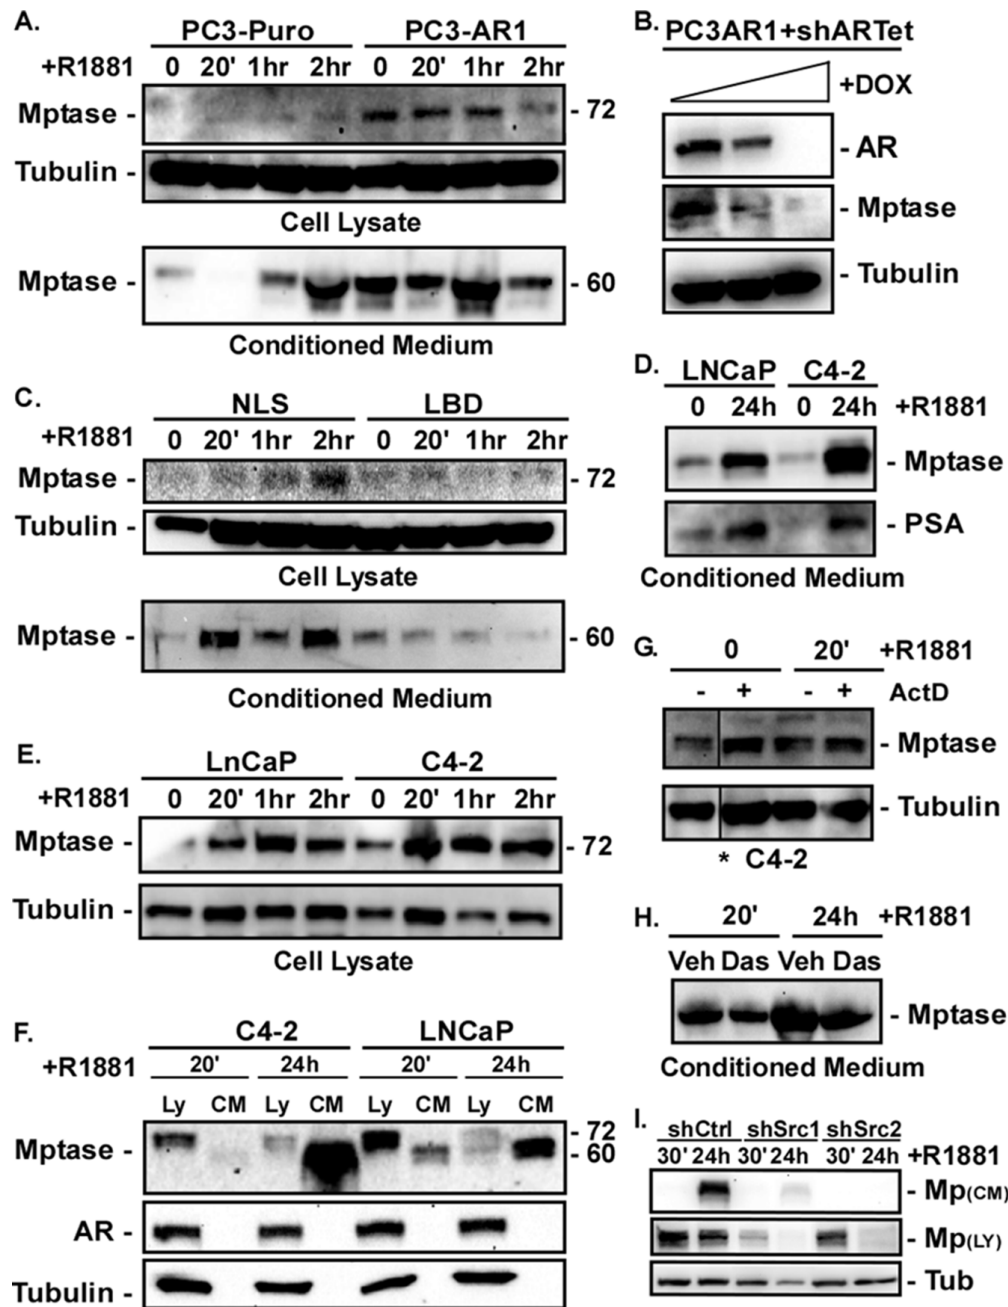 A.
PC3-Puro PC3-AR1
+R1881 0 20' 1hr 2hr 0 20' 1hr 2hr
Mptase - - 72
Tubulin -
Cell Lysate
Mptase - - 60
Conditioned Medium
B.
PC3AR1+shARTet
+DOX
- AR
- Mptase
- Tubulin
C.
NLS LBD
+R1881 0 20' 1hr 2hr 0 20' 1hr 2hr
Mptase - - 72
Tubulin -
Cell Lysate
Mptase - - 60
Conditioned Medium
D.
LNCaP C4-2
0 24h 0 24h +R1881
- Mptase
- PSA
Conditioned Medium
E.
LnCaP C4-2
+R1881 0 20' 1hr 2hr 0 20' 1hr 2hr
Mptase - - 72
Tubulin -
Cell Lysate
F.
C4-2 LNCaP
+R1881 20' 24h 20' 24h
Ly CM Ly CM Ly CM Ly CM
Mptase - - 72
- 60
AR -
Tubulin -
G.
0 20' +R1881
- + - + ActD
- Mptase
- Tubulin
* C4-2
H.
20' 24h +R1881
Veh Das Veh Das
- Mptase
Conditioned Medium
I.
shCtrl shSrc1 shSrc2
30' 24h 30' 24h 30' 24h +R1881
- Mp(CM)
- Mp(LY)
- Tub